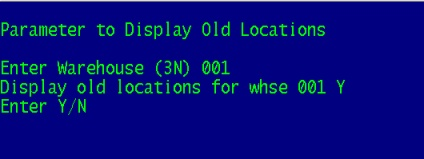 Parameter to Display Old Locations
Enter Warehouse (3N) 001
Display old locations for whse 001 Y
Enter Y/N